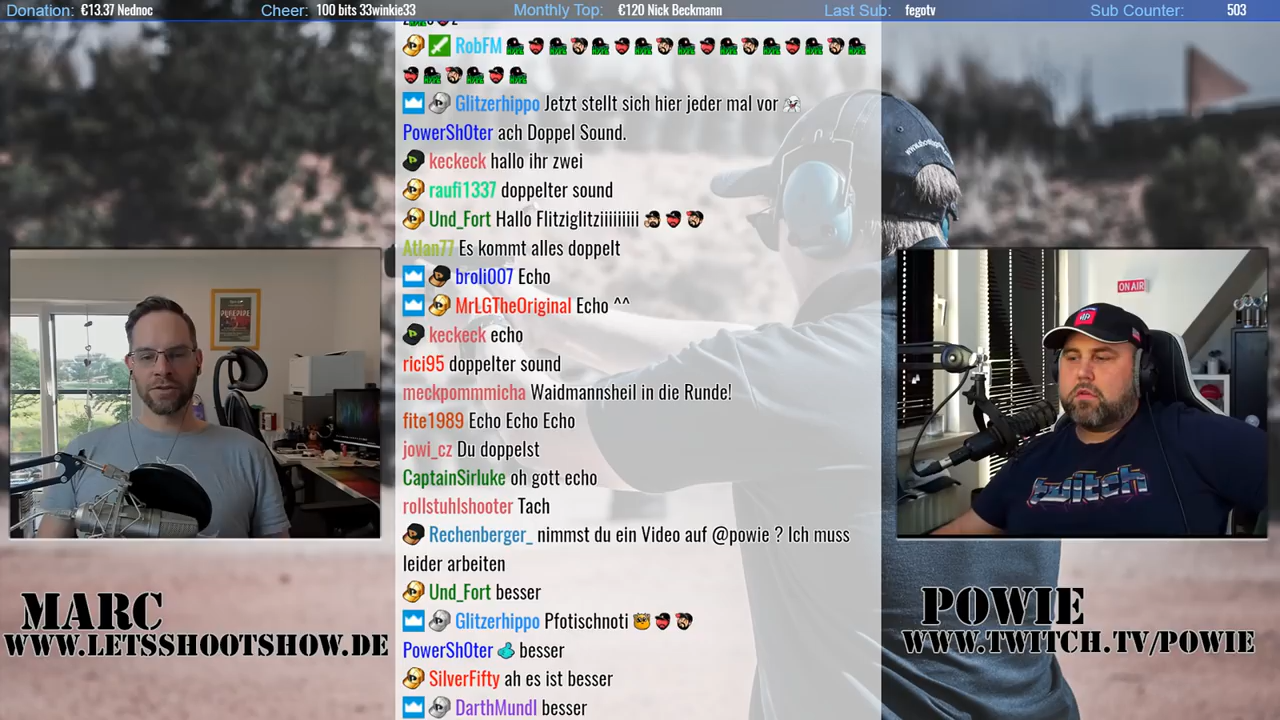 Donation: €13.37 Nednoc Cheer: 100 bits 33winkie33 Monthly Top: €120 Nick Beckmann Last Sub: fegotv Sub Counter: 503
RobFM
Glitzerhippo Jetzt stellt sich hier jeder mal vor
PowerSh0ter ach Doppel Sound.
keckeck hallo ihr zwei
raufi1337 doppelter sound
Und_Fort Hallo Flitziglitziiiiiiiii
Atlan77 Es kommt alles doppelt
broli007 Echo
MrLGTheOriginal Echo ^^
keckeck echo
rici95 doppelter sound
meckpommmicha Waidmannsheil in die Runde!
fite1989 Echo Echo Echo
jowi_cz Du doppelst
CaptainSirluke oh gott echo
rollstuhlshooter Tach
Rechenberger_ nimmst du ein Video auf @powie ? Ich muss
leider arbeiten
Und_Fort besser
Glitzerhippo Pfotischnoti
PowerSh0ter besser
SilverFifty ah es ist besser
DarthMundl besser
ON AIR
twitch
MARC
WWW.LETSSHOOTSHOW.DE
POWIE
WWW.TWITCH.TV/POWIE